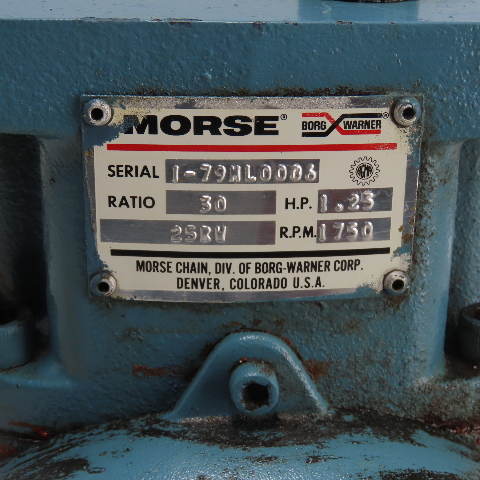 MORSE® BORG WARNER®
SERIAL 1-79ML0006
RATIO 30 H.P. 1.25
25RW R.P.M. 1750
MORSE CHAIN, DIV. OF BORG-WARNER CORP.
DENVER, COLORADO U.S.A.